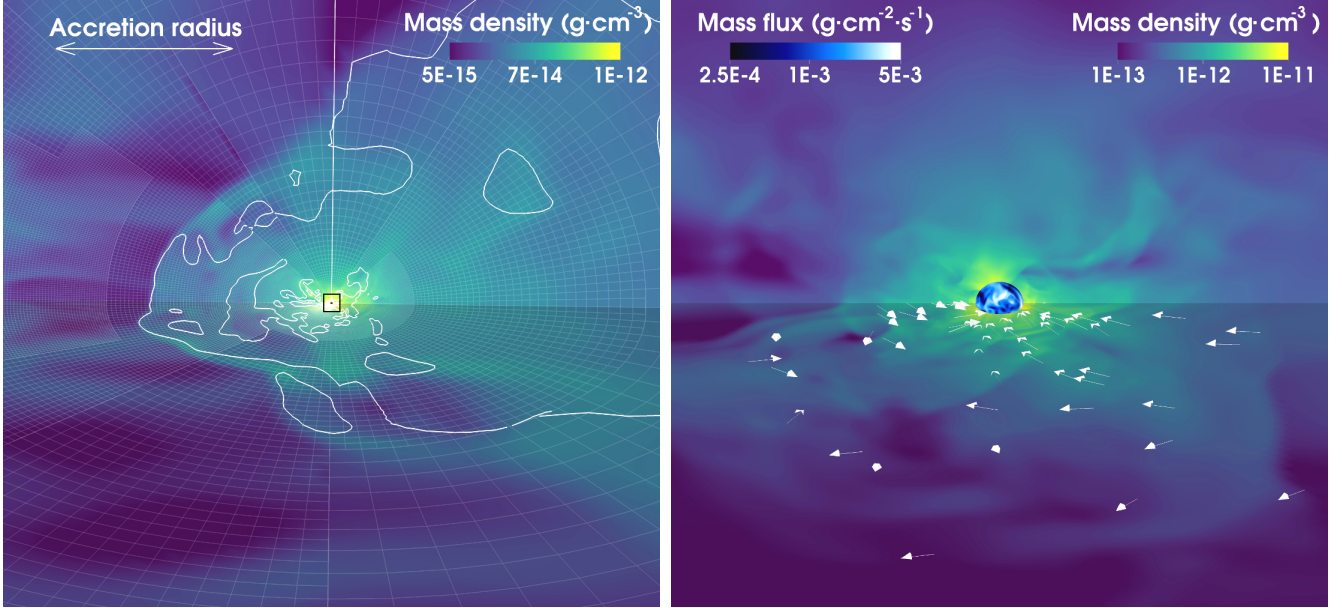 Accretion radius
Mass density (g·cm⁻³)
5E-15 7E-14 1E-12
Mass flux (g·cm⁻²·s⁻¹)
2.5E-4 1E-3 5E-3
Mass density (g·cm⁻³)
1E-13 1E-12 1E-11